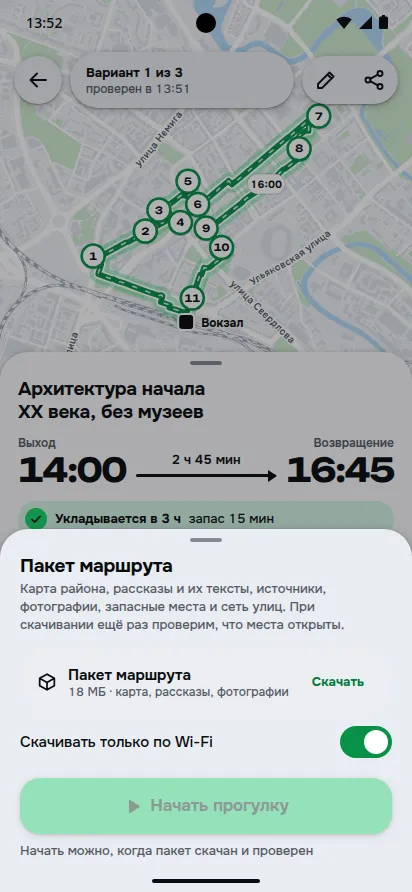 13:52
Вариант 1 из 3
проверен в 13:51
7
улица Немига
8
5
16:00
3
6
2
4
9
1
10
Ульяновская улица
улица Свердлова
11
Вокзал
Архитектура начала
XX века, без музеев
Выход
Возвращение
14:00
2 ч 45 мин
16:45
Укладывается в 3 ч запас 15 мин
Пакет маршрута
Карта района, рассказы и их тексты, источники,
фотографии, запасные места и сеть улиц. При
скачивании ещё раз проверим, что места открыты.
Пакет маршрута
18 МБ · карта, рассказы, фотографии
Скачать
Скачивать только по Wi-Fi
Начать прогулку
Начать можно, когда пакет скачан и проверен